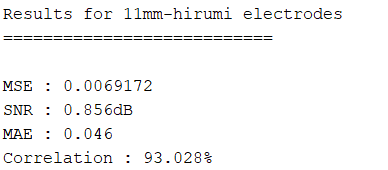 Results for 11mm-hirumi electrodes
===========================
MSE : 0.0069172
SNR : 0.856dB
MAE : 0.046
Correlation : 93.028%